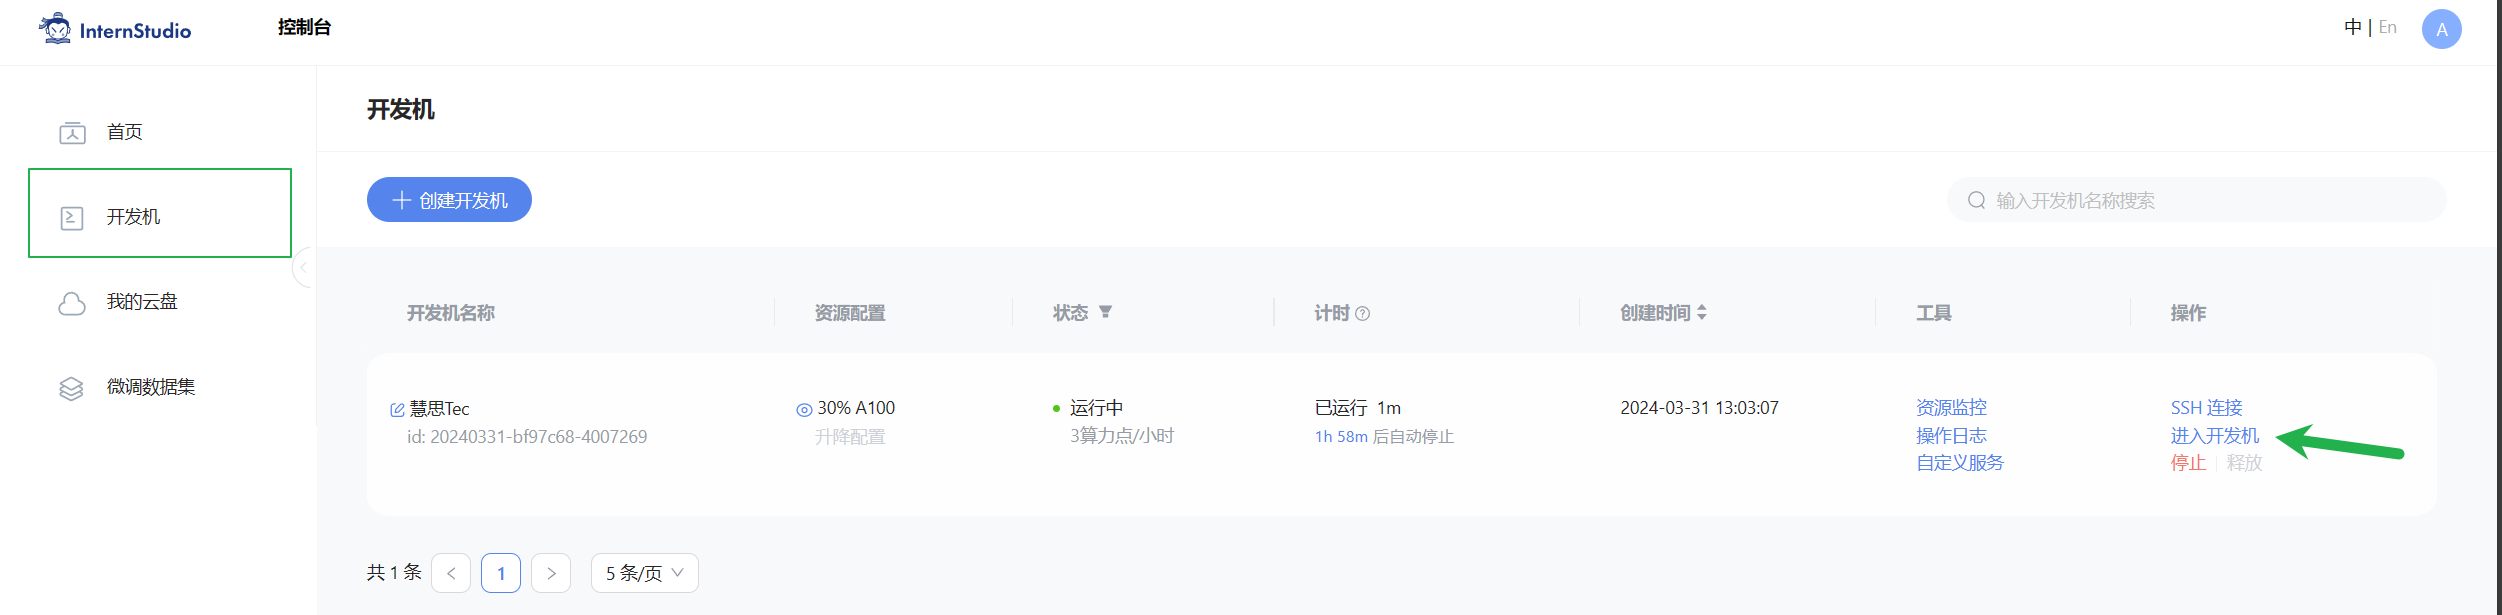 InternStudio
控制台
中 | En
A
首页
开发机
我的云盘
微调数据集
开发机
创建开发机
输入开发机名称搜索
开发机名称 资源配置 状态 计时 创建时间 工具 操作
慧思Tec 30% A100 运行中 已运行 1m 2024-03-31 13:03:07 资源监控 SSH 连接
id: 20240331-bf97c68-4007269 升降配置 3算力点/小时 1h 58m 后自动停止 操作日志 进入开发机
自定义服务 停止 释放
共 1 条 < 1 > 5 条/页